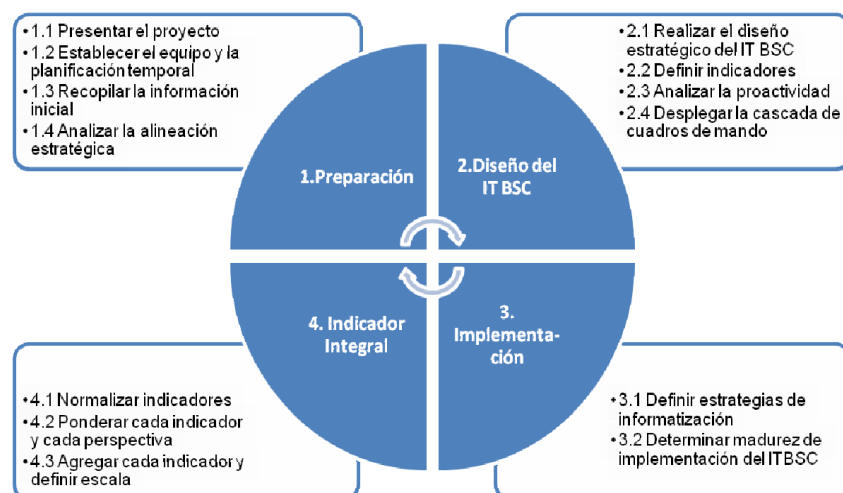 •1.1 Presentar el proyecto
•1.2 Establecer el equipo y la
planificación temporal
•1.3 Recopilar la información
inicial
•1.4 Analizar la alineación
estratégica
•2.1 Realizar el diseño
estratégico del IT BSC
•2.2 Definir indicadores
•2.3 Analizar la proactividad
•2.4 Desplegar la cascada de
cuadros de mando
1.Preparación
2.Diseño del
IT BSC
4. Indicador
Integral
3.
Implementa-
ción
•4.1 Normalizar indicadores
•4.2 Ponderar cada indicador
y cada perspectiva
•4.3 Agregar cada indicador y
definir escala
•3.1 Definir estrategias de
informatización
•3.2 Determinar madurez de
implementación del ITBSC